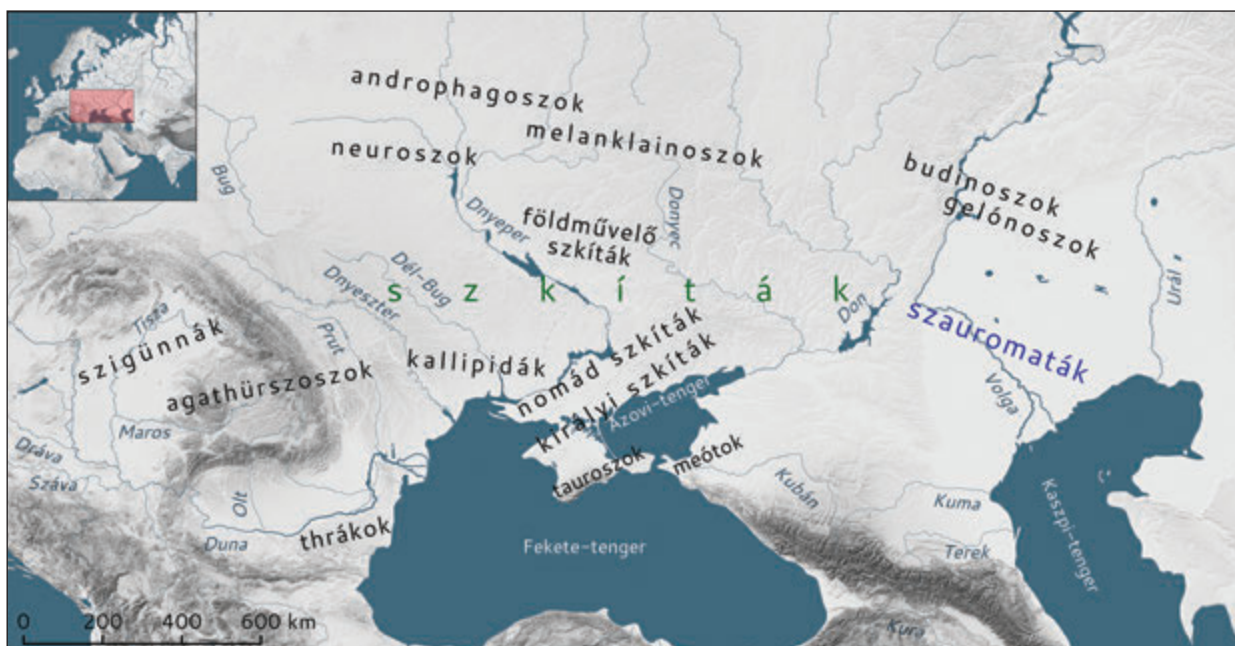 androphagoszok
melanklainoszok
neuroszok
budinoszok
gelónoszok
Bug
Donyec
Dnyeper
földművelő
szkíták
Urál
Dél-Bug
Dnyeszter
szkíták
Don
Tisza
szigünnák
Prut
szauromaták
agathürszoszok
kallipidák
nomád szkíták
királyi szkíták
Azovi-tenger
Volga
Maros
Dráva
Száva
Olt
tauroszok
meótok
Kubán
Kuma
Duna
thrákok
Fekete-tenger
Terek
Kaszpi-tenger
0 200 400 600 km
Kura